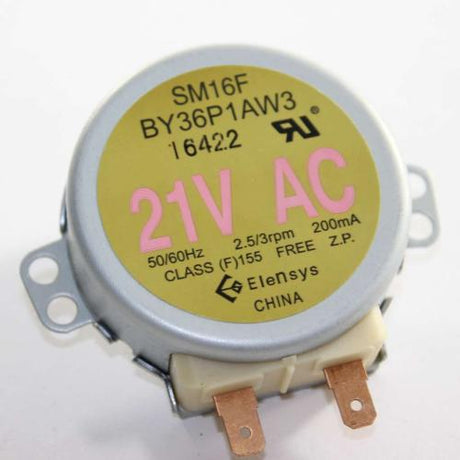 SM16F
BY36P1AW3
16422
21V AC
50/60Hz 2.5/3rpm 200mA
CLASS (F)155 FREE Z.P.
Elensys
CHINA